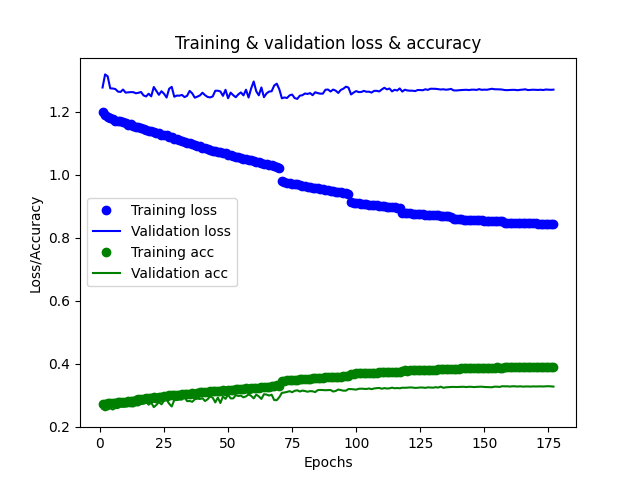 Training & validation loss & accuracy
Loss/Accuracy
1.2
1.0
0.8
0.6
0.4
0.2
Training loss
Validation loss
Training acc
Validation acc
0 25 50 75 100 125 150 175
Epochs